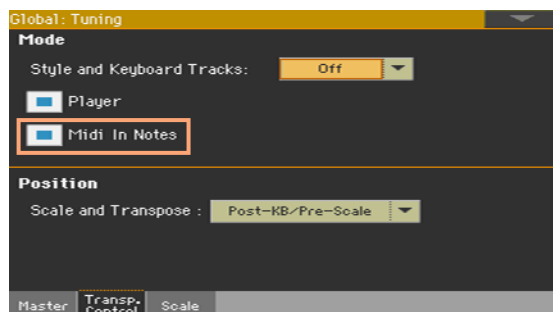 Global: Tuning
Mode
Style and Keyboard Tracks: Off
Player
Midi In Notes
Position
Scale and Transpose : Post-KB/Pre-Scale
Master Transp. Control Scale